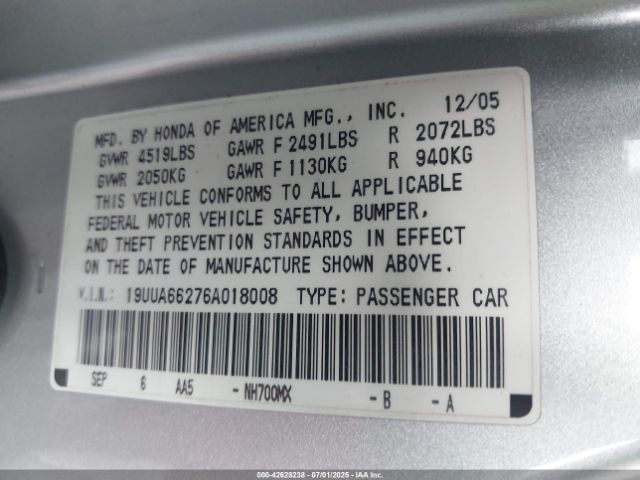 MFD. BY HONDA OF AMERICA MFG., INC. 12/05
GVWR 4519LBS GAWR F 2491LBS R 2072LBS
GVWR 2050KG GAWR F 1130KG R 940KG
THIS VEHICLE CONFORMS TO ALL APPLICABLE
FEDERAL MOTOR VEHICLE SAFETY, BUMPER,
AND THEFT PREVENTION STANDARDS IN EFFECT
ON THE DATE OF MANUFACTURE SHOWN ABOVE.
V.I.N.: 19UUA66276A018008 TYPE: PASSENGER CAR
SEP 6 AA5 - NH700MX - B - A
000-42628238 - 07/01/2025 - IAAI.com